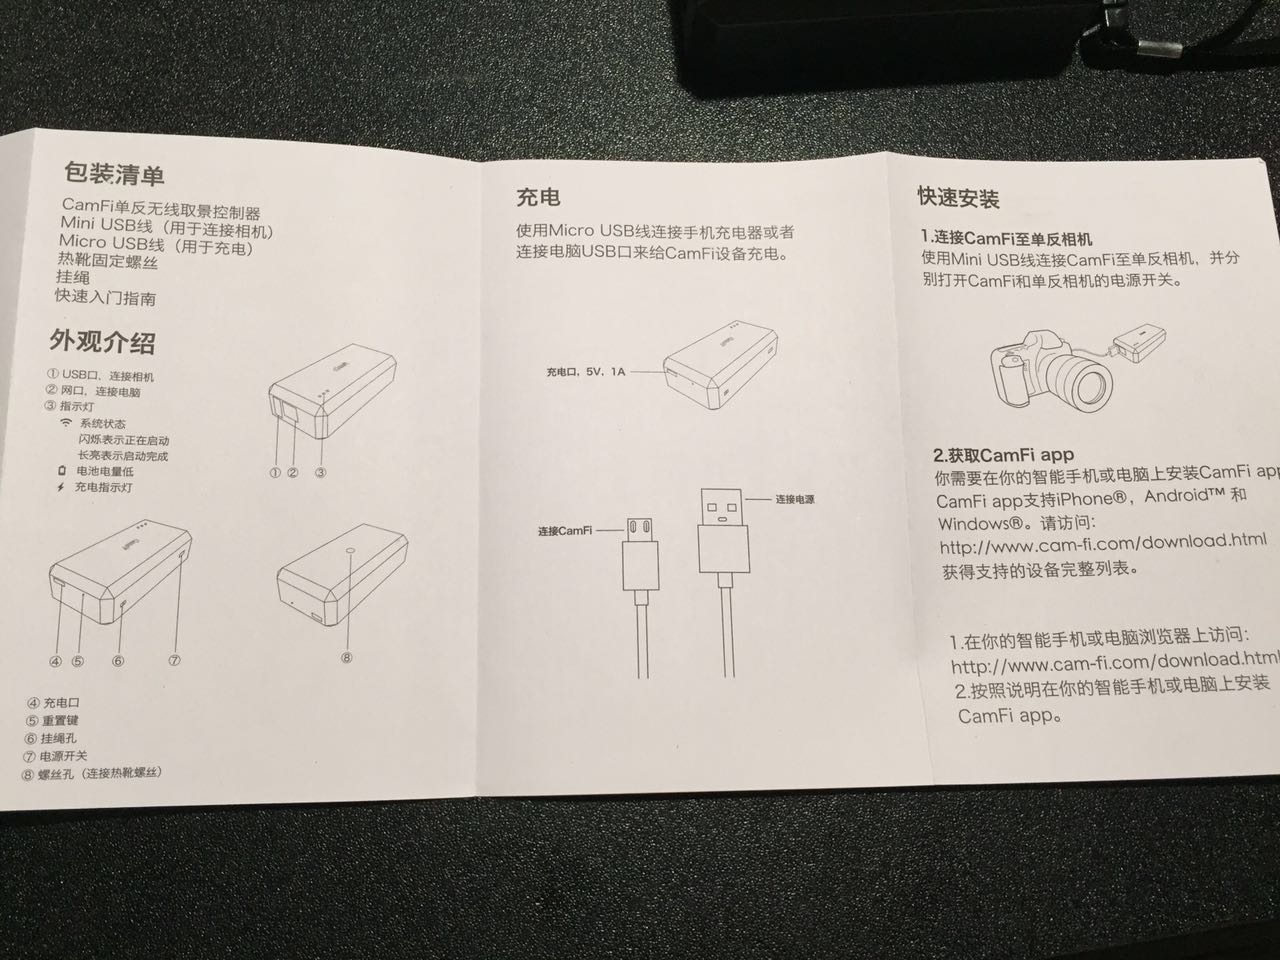 包装清单
CamFi单反无线取景控制器
Mini USB线（用于连接相机）
Micro USB线（用于充电）
热靴固定螺丝
挂绳
快速入门指南
外观介绍
① USB口、连接相机
② 网口、连接电脑
③ 指示灯
系统状态
闪烁表示正在启动
长亮表示启动完成
电池电量低
充电指示灯
① ② ③
④ ⑤ ⑥ ⑦
⑧
④ 充电口
⑤ 重置键
⑥ 挂绳孔
⑦ 电源开关
⑧ 螺丝孔（连接热靴螺丝）
充电
使用Micro USB线连接手机充电器或者
连接电脑USB口来给CamFi设备充电。
充电口，5V，1A
连接电源
连接CamFi
快速安装
1.连接CamFi至单反相机
使用Mini USB线连接CamFi至单反相机，并分
别打开CamFi和单反相机的电源开关。
2.获取CamFi app
你需要在你的智能手机或电脑上安装CamFi app
CamFi app支持iPhone®，Android™ 和
Windows®。请访问：
http://www.cam-fi.com/download.html
获得支持的设备完整列表。
1.在你的智能手机或电脑浏览器上访问：
http://www.cam-fi.com/download.html
2.按照说明在你的智能手机或电脑上安装
CamFi app。